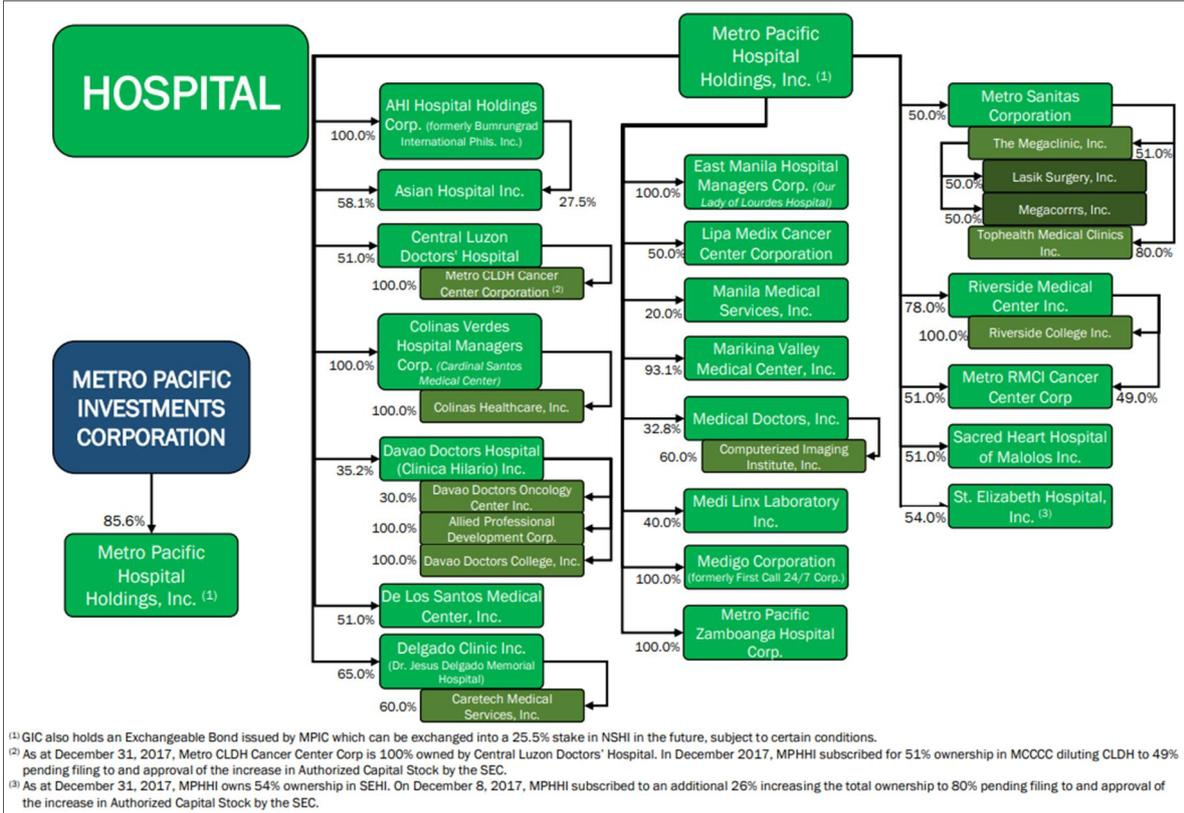 HOSPITAL
METRO PACIFIC
INVESTMENTS
CORPORATION
85.6%
Metro Pacific
Hospital
Holdings, Inc. (1)
Metro Pacific
Hospital
Holdings, Inc. (1)
AHI Hospital Holdings
Corp. (formerly Bumrungrad
International Phils. Inc.)
100.0%
Asian Hospital Inc.
58.1%
27.5%
Central Luzon
Doctors' Hospital
51.0%
Metro CLDH Cancer
Center Corporation (2)
100.0%
Colinas Verdes
Hospital Managers
Corp. (Cardinal Santos
Medical Center)
100.0%
Colinas Healthcare, Inc.
100.0%
Davao Doctors Hospital
(Clinica Hilario) Inc.
35.2%
Davao Doctors Oncology
Center Inc.
30.0%
Allied Professional
Development Corp.
100.0%
Davao Doctors College, Inc.
100.0%
De Los Santos Medical
Center, Inc.
51.0%
Delgado Clinic Inc.
(Dr. Jesus Delgado Memorial
Hospital)
65.0%
Caretech Medical
Services, Inc.
60.0%
East Manila Hospital
Managers Corp. (Our
Lady of Lourdes Hospital)
100.0%
Lipa Medix Cancer
Center Corporation
50.0%
Manila Medical
Services, Inc.
20.0%
Marikina Valley
Medical Center, Inc.
93.1%
Medical Doctors, Inc.
32.8%
Computerized Imaging
Institute, Inc.
60.0%
Medi Linx Laboratory
Inc.
40.0%
Medigo Corporation
(formerly First Call 24/7 Corp.)
100.0%
Metro Pacific
Zamboanga Hospital
Corp.
100.0%
Metro Sanitas
Corporation
50.0%
The Megaclinic, Inc.
51.0%
Lasik Surgery, Inc.
50.0%
Megacorrrs, Inc.
50.0%
Tophealth Medical Clinics
Inc.
80.0%
Riverside Medical
Center Inc.
78.0%
Riverside College Inc.
100.0%
Metro RMCI Cancer
Center Corp
51.0%
49.0%
Sacred Heart Hospital
of Malolos Inc.
51.0%
St. Elizabeth Hospital,
Inc. (3)
54.0%
(1) GIC also holds an Exchangeable Bond issued by MPIC which can be exchanged into a 25.5% stake in NSHI in the future, subject to certain conditions.
(2) As at December 31, 2017, Metro CLDH Cancer Center Corp is 100% owned by Central Luzon Doctors' Hospital. In December 2017, MPHHI subscribed for 51% ownership in MCCCC diluting CLDH to 49%
pending filing to and approval of the increase in Authorized Capital Stock by the SEC.
(3) As at December 31, 2017, MPHHI owns 54% ownership in SEHI. On December 8, 2017, MPHHI subscribed to an additional 26% increasing the total ownership to 80% pending filing to and approval of
the increase in Authorized Capital Stock by the SEC.